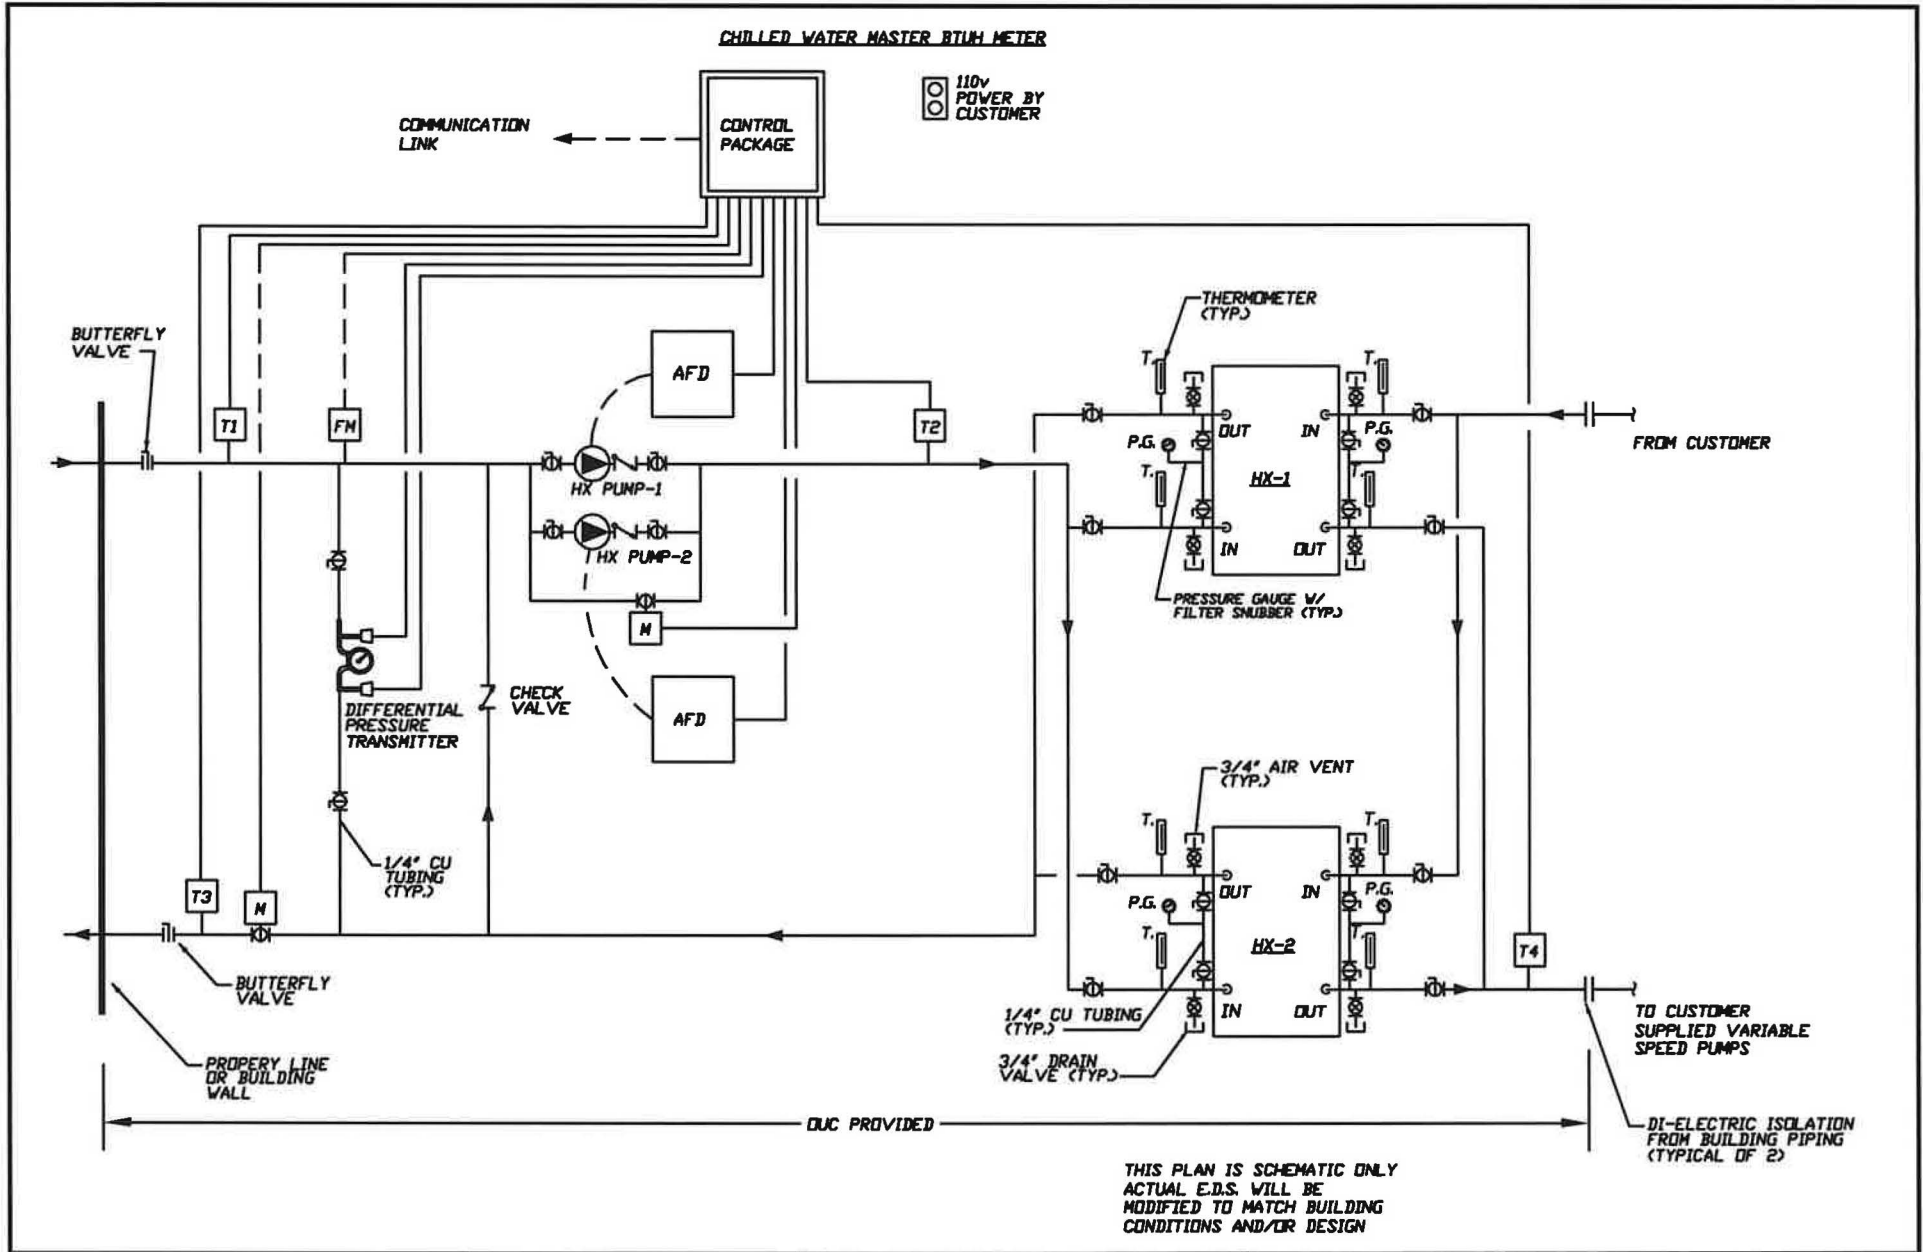 CHILLED WATER MASTER BTUH METER
110v
POWER BY
CUSTOMER
COMMUNICATION
LINK
CONTROL
PACKAGE
THERMOMETER
(TYP.)
BUTTERFLY
VALVE
AFD
T1
FM
T2
T.
T.
OUT
IN
P.G.
P.G.
FROM CUSTOMER
HX PUMP-1
T.
HX-1
T.
HX PUMP-2
IN
OUT
PRESSURE GAUGE W/
FILTER SNUBBER (TYP.)
M
CHECK
VALVE
DIFFERENTIAL
PRESSURE
TRANSMITTER
AFD
3/4" AIR VENT
(TYP.)
T.
T.
1/4" CU
TUBING
(TYP.)
T3
M
OUT
IN
P.G.
P.G.
T.
HX-2
T.
T4
BUTTERFLY
VALVE
1/4" CU TUBING
(TYP.)
IN
OUT
TO CUSTOMER
SUPPLIED VARIABLE
SPEED PUMPS
3/4" DRAIN
VALVE (TYP.)
PROPERY LINE
OR BUILDING
WALL
OUC PROVIDED
DI-ELECTRIC ISOLATION
FROM BUILDING PIPING
(TYPICAL OF 2)
THIS PLAN IS SCHEMATIC ONLY
ACTUAL E.D.S. WILL BE
MODIFIED TO MATCH BUILDING
CONDITIONS AND/OR DESIGN